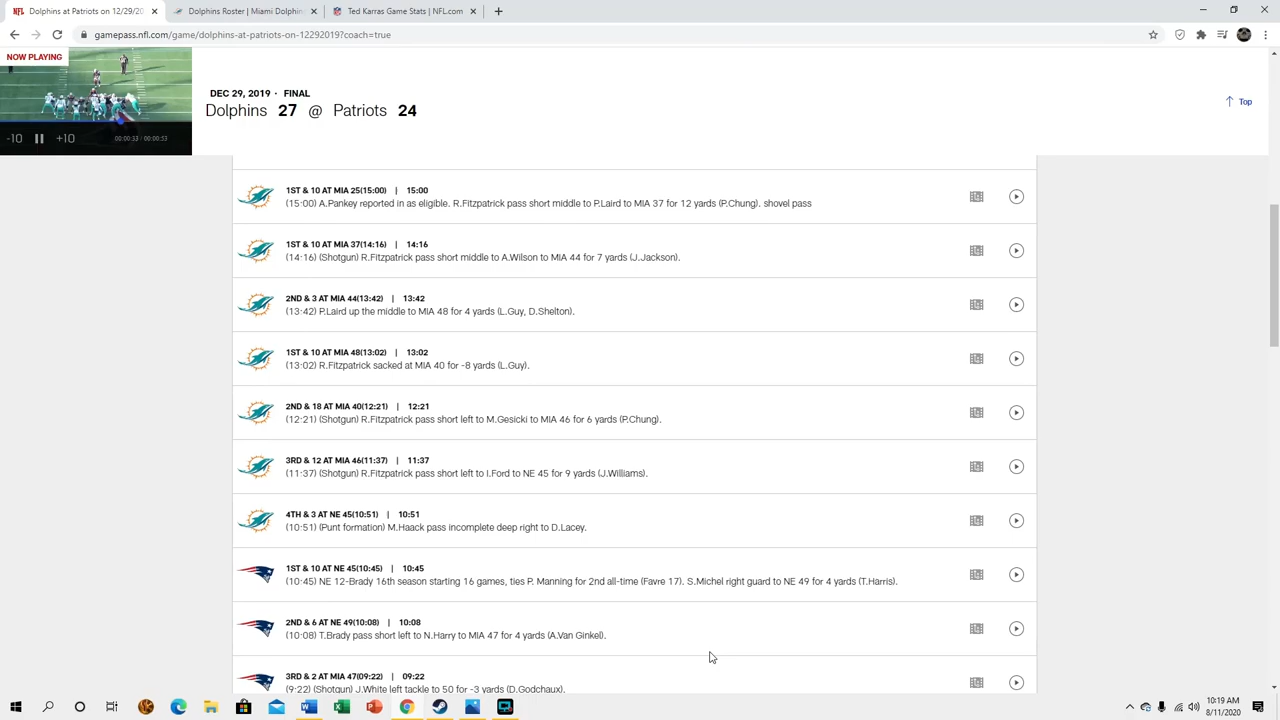 Dolphins at Patriots on 12/29/20
Dolphins Roster | Miami Dolphins
Ted Karras Game Stats | NFL.com
gamepass.nfl.com/game/dolphins-at-patriots-on-12292019?coach=true
NOW PLAYING
-10 +10 00:00:33 / 00:00:53
DEC 29, 2019 · FINAL
Dolphins 27 @ Patriots 24
Top
1ST & 10 AT MIA 25(15:00) | 15:00
(15:00) A.Pankey reported in as eligible. R.Fitzpatrick pass short middle to P.Laird to MIA 37 for 12 yards (P.Chung). shovel pass
1ST & 10 AT MIA 37(14:16) | 14:16
(14:16) (Shotgun) R.Fitzpatrick pass short middle to A.Wilson to MIA 44 for 7 yards (J.Jackson).
2ND & 3 AT MIA 44(13:42) | 13:42
(13:42) P.Laird up the middle to MIA 48 for 4 yards (L.Guy, D.Shelton).
1ST & 10 AT MIA 48(13:02) | 13:02
(13:02) R.Fitzpatrick sacked at MIA 40 for -8 yards (L.Guy).
2ND & 18 AT MIA 40(12:21) | 12:21
(12:21) (Shotgun) R.Fitzpatrick pass short left to M.Gesicki to MIA 46 for 6 yards (P.Chung).
3RD & 12 AT MIA 46(11:37) | 11:37
(11:37) (Shotgun) R.Fitzpatrick pass short left to I.Ford to NE 45 for 9 yards (J.Williams).
4TH & 3 AT NE 45(10:51) | 10:51
(10:51) (Punt formation) M.Haack pass incomplete deep right to D.Lacey.
1ST & 10 AT NE 45(10:45) | 10:45
(10:45) NE 12-Brady 16th season starting 16 games, ties P. Manning for 2nd all-time (Favre 17). S.Michel right guard to NE 49 for 4 yards (T.Harris).
2ND & 6 AT NE 49(10:08) | 10:08
(10:08) T.Brady pass short left to N.Harry to MIA 47 for 4 yards (A.Van Ginkel).
3RD & 2 AT MIA 47(09:22) | 09:22
(9:22) (Shotgun) J.White left tackle to 50 for -3 yards (D.Godchaux).
10:19 AM
8/11/2020